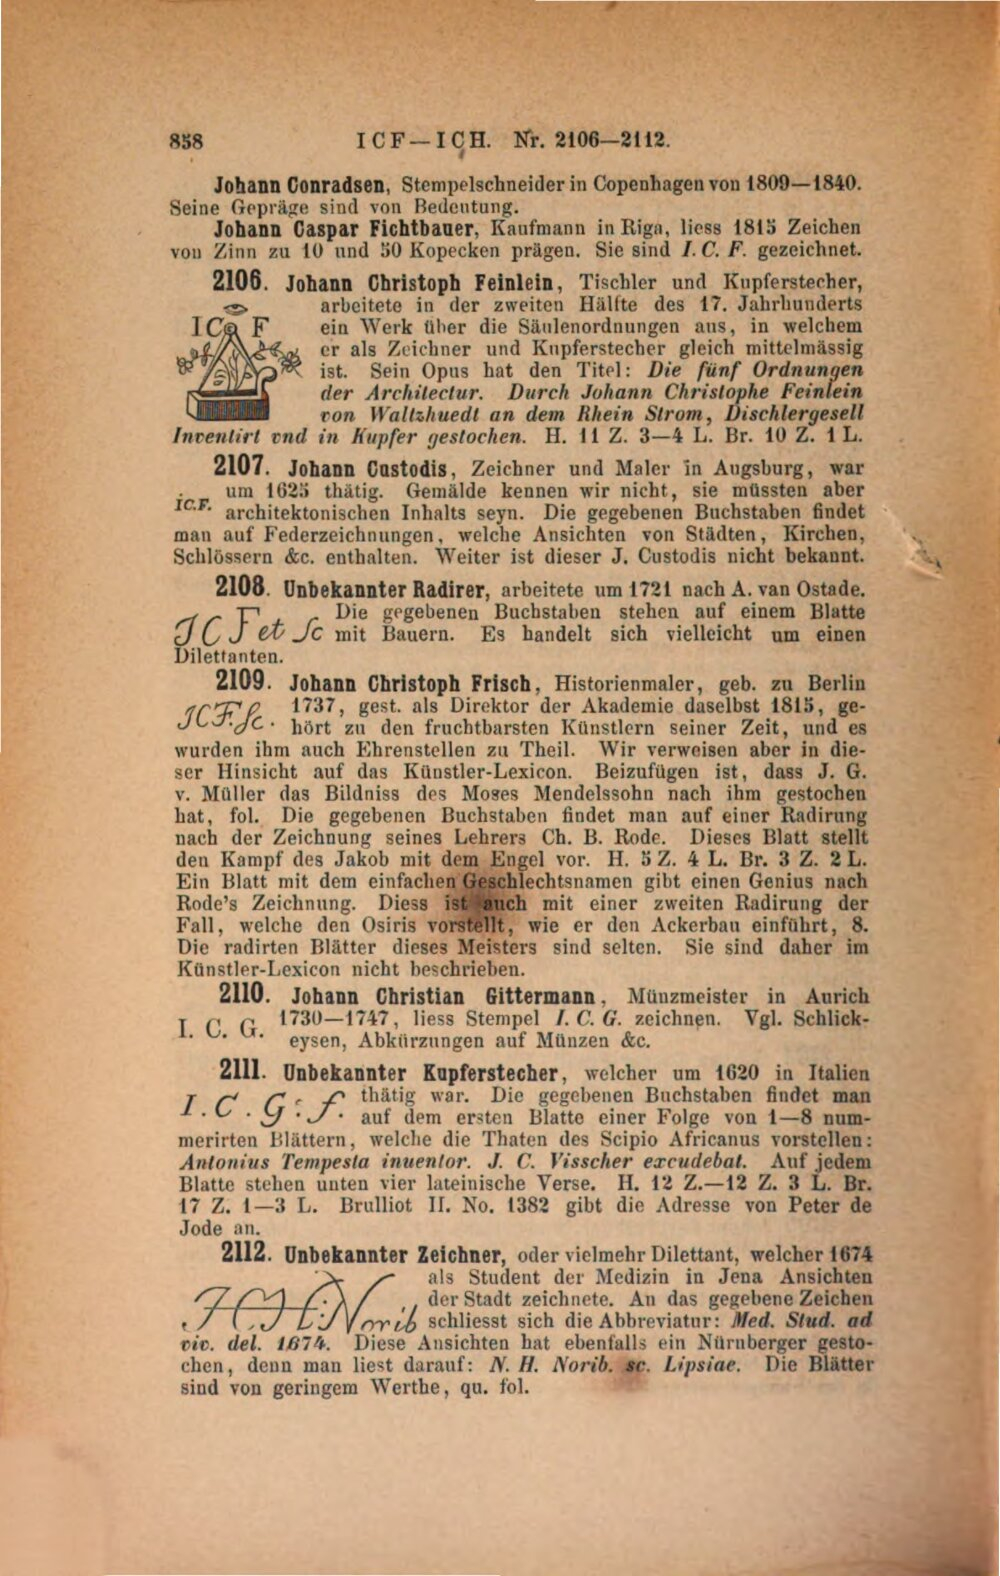 858 ICF—ICH. Nr. 2106—2112.
Johann Conradsen, Stempelschneider in Copenhagen von 1809—1840.
Seine Gepräge sind von Bedeutung.
Johann Caspar Fichtbauer, Kaufmann in Riga, liess 1815 Zeichen
von Zinn zu 10 und 50 Kopecken prägen. Sie sind I. C. F. gezeichnet.
2106. Johann Christoph Feinlein, Tischler und Kupferstecher,
arbeitete in der zweiten Hälfte des 17. Jahrhunderts
IC F ein Werk über die Säulenordnungen aus, in welchem
er als Zeichner und Kupferstecher gleich mittelmässig
ist. Sein Opus hat den Titel: Die fünf Ordnungen
der Architectur. Durch Johann Christophe Feinlein
von Waltzhuedt an dem Rhein Strom, Dischlergesell
Inventirt vnd in Kupfer gestochen. H. 11 Z. 3—4 L. Br. 10 Z. 1 L.
2107. Johann Custodis, Zeichner und Maler in Augsburg, war
um 1625 thätig. Gemälde kennen wir nicht, sie müssten aber
IC.F. architektonischen Inhalts seyn. Die gegebenen Buchstaben findet
man auf Federzeichnungen, welche Ansichten von Städten, Kirchen,
Schlössern &c. enthalten. Weiter ist dieser J. Custodis nicht bekannt.
2108. Unbekannter Radirer, arbeitete um 1721 nach A. van Ostade.
Die gegebenen Buchstaben stehen auf einem Blatte
JCF et Sc mit Bauern. Es handelt sich vielleicht um einen
Dilettanten.
2109. Johann Christoph Frisch, Historienmaler, geb. zu Berlin
1737, gest. als Direktor der Akademie daselbst 1815, ge-
JCF.fc. hört zu den fruchtbarsten Künstlern seiner Zeit, und es
wurden ihm auch Ehrenstellen zu Theil. Wir verweisen aber in die-
ser Hinsicht auf das Künstler-Lexicon. Beizufügen ist, dass J. G.
v. Müller das Bildniss des Moses Mendelssohn nach ihm gestochen
hat, fol. Die gegebenen Buchstaben findet man auf einer Radirung
nach der Zeichnung seines Lehrers Ch. B. Rode. Dieses Blatt stellt
den Kampf des Jakob mit dem Engel vor. H. 5 Z. 4 L. Br. 3 Z. 2 L.
Ein Blatt mit dem einfachen Geschlechtsnamen gibt einen Genius nach
Rode's Zeichnung. Diess ist auch mit einer zweiten Radirung der
Fall, welche den Osiris vorstellt, wie er den Ackerbau einführt, 8.
Die radirten Blätter dieses Meisters sind selten. Sie sind daher im
Künstler-Lexicon nicht beschrieben.
2110. Johann Christian Gittermann, Münzmeister in Aurich
I. C. G. 1730—1747, liess Stempel I. C. G. zeichnen. Vgl. Schlick-
eysen, Abkürzungen auf Münzen &c.
2111. Unbekannter Kupferstecher, welcher um 1620 in Italien
I. C. G: f. thätig war. Die gegebenen Buchstaben findet man
auf dem ersten Blatte einer Folge von 1—8 num-
merirten Blättern, welche die Thaten des Scipio Africanus vorstellen:
Antonius Tempesta inuentor. J. C. Visscher excudebat. Auf jedem
Blatte stehen unten vier lateinische Verse. H. 12 Z.—12 Z. 3 L. Br.
17 Z. 1—3 L. Brulliot II. No. 1382 gibt die Adresse von Peter de
Jode an.
2112. Unbekannter Zeichner, oder vielmehr Dilettant, welcher 1674
als Student der Medizin in Jena Ansichten
der Stadt zeichnete. An das gegebene Zeichen
Norib schliesst sich die Abbreviatur: Med. Stud. ad
viv. del. 1674. Diese Ansichten hat ebenfalls ein Nürnberger gesto-
chen, denn man liest darauf: N. H. Norib. sc. Lipsiae. Die Blätter
sind von geringem Werthe, qu. fol.